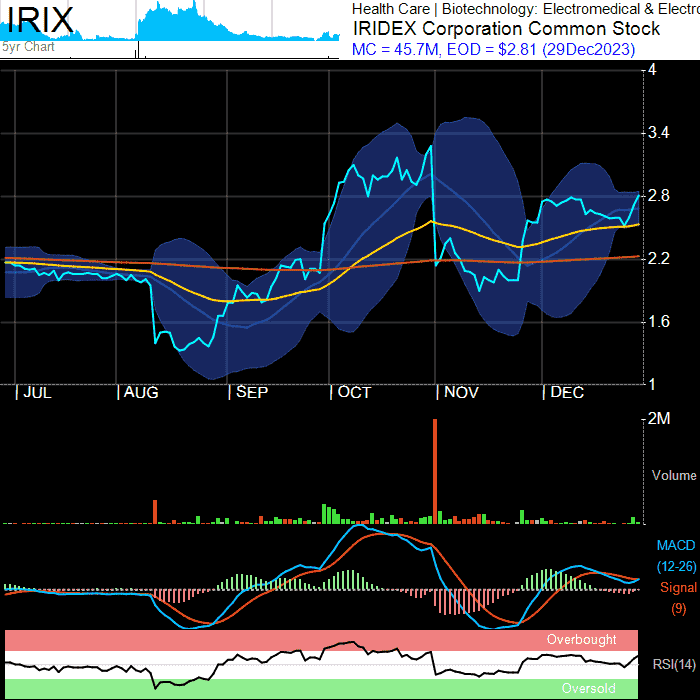 IRIX
5yr Chart
Health Care | Biotechnology: Electromedical & Electro
IRIDEX Corporation Common Stock
MC = 45.7M, EOD = $2.81 (29Dec2023)
4
3.4
2.8
2.2
1.6
1
| JUL | AUG | SEP | OCT | NOV | DEC
2M
Volume
MACD
(12-26)
Signal
(9)
Overbought
RSI(14)
Oversold